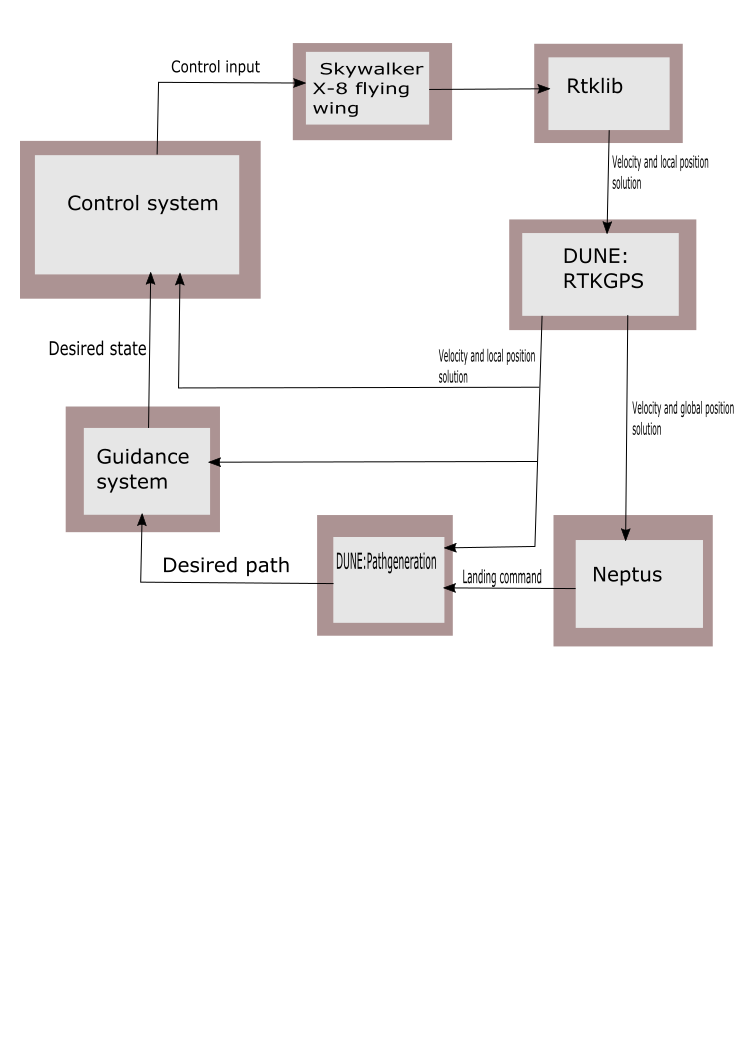 Control input
Skywalker
X-8 flying
wing
Rtklib
Velocity and local position
solution
Control system
DUNE:
RTKGPS
Desired state
Velocity and local position
solution
Velocity and global position
solution
Guidance
system
DUNE:Pathgeneration
Desired path
Landing command
Neptus